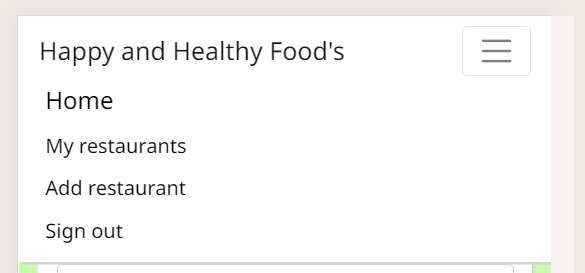 Happy and Healthy Food's
Home
My restaurants
Add restaurant
Sign out